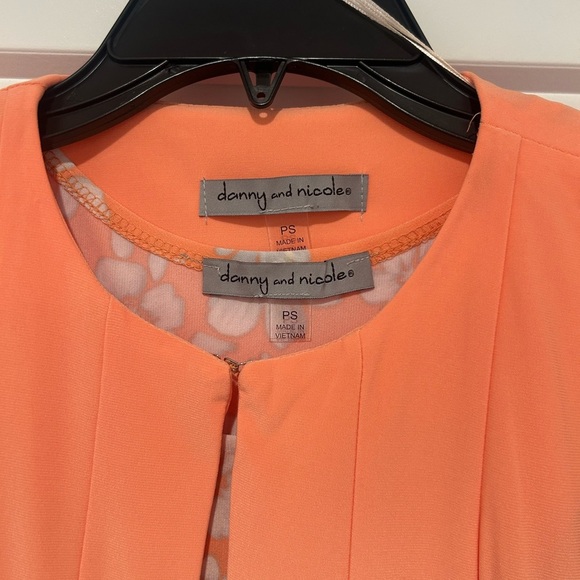 danny and nicole®
PS
MADE IN
VIETNAM
danny and nicole®
PS
MADE IN
VIETNAM